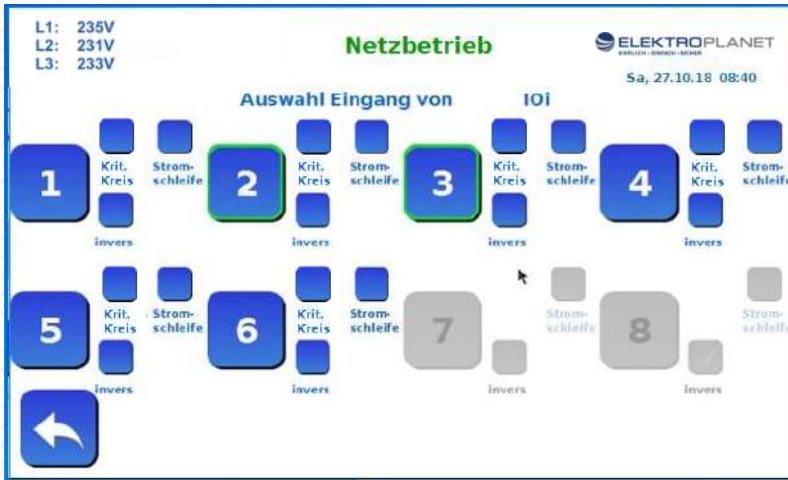 L1: 235V
L2: 231V
L3: 233V
Netzbetrieb
ELEKTROPLANET
EHRLICH - EINFACH - SICHER
Sa, 27.10.18 08:40
Auswahl Eingang von IOi
1 Krit. Kreis Strom-schleife invers
2 Krit. Kreis Strom-schleife invers
3 Krit. Kreis Strom-schleife invers
4 Krit. Kreis Strom-schleife invers
5 Krit. Kreis Strom-schleife invers
6 Krit. Kreis Strom-schleife invers
7 Strom-schleife invers
8 Strom-schleife invers